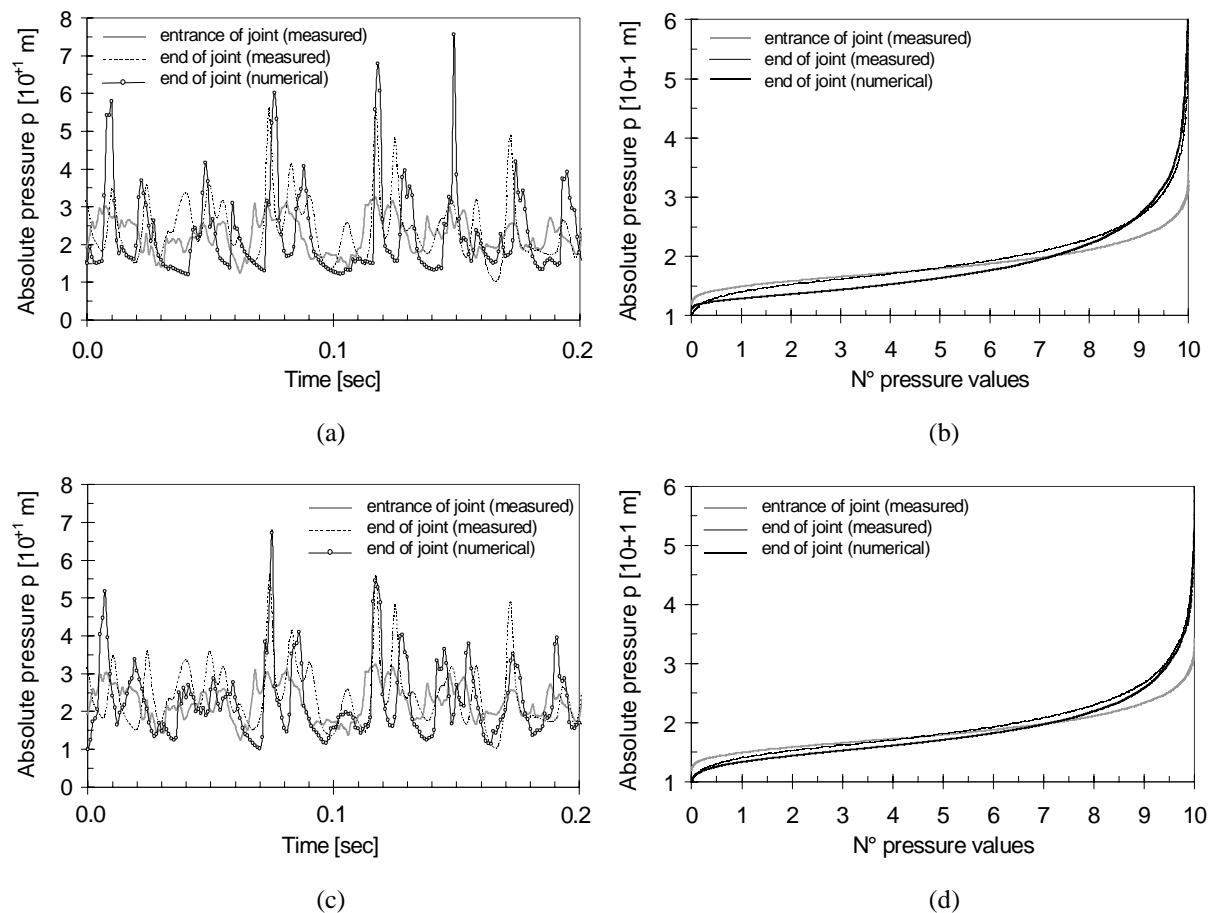 8
7
6
5
4
3
2
1
0
Absolute pressure p [10⁺¹ m]
entrance of joint (measured)
end of joint (measured)
end of joint (numerical)
0.0 0.1 0.2
Time [sec]
(a)
6
5
4
3
2
1
Absolute pressure p [10+1 m]
entrance of joint (measured)
end of joint (measured)
end of joint (numerical)
0 1 2 3 4 5 6 7 8 9 10
N° pressure values
(b)
8
7
6
5
4
3
2
1
0
Absolute pressure p [10⁺¹ m]
entrance of joint (measured)
end of joint (measured)
end of joint (numerical)
0.0 0.1 0.2
Time [sec]
(c)
6
5
4
3
2
1
Absolute pressure p [10+1 m]
entrance of joint (measured)
end of joint (measured)
end of joint (numerical)
0 1 2 3 4 5 6 7 8 9 10
N° pressure values
(d)